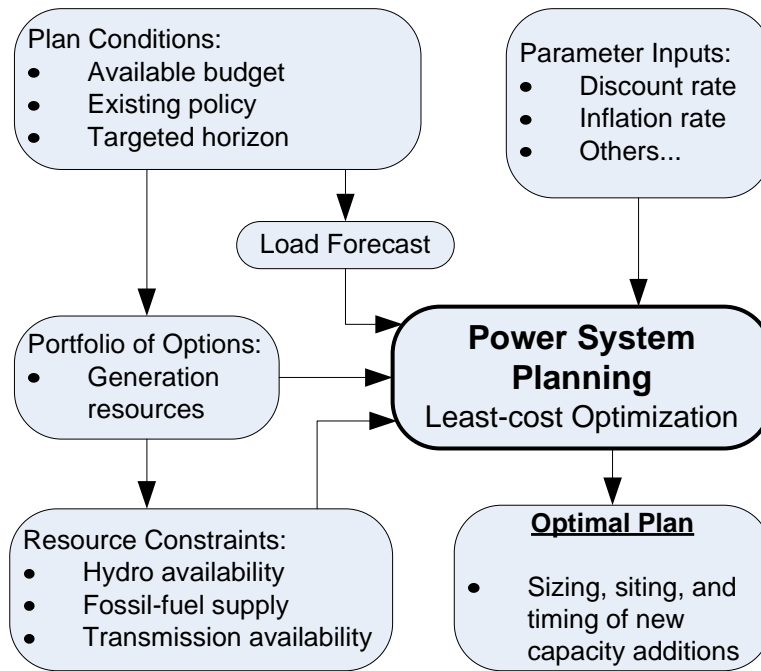 Plan Conditions:
● Available budget
● Existing policy
● Targeted horizon
Parameter Inputs:
● Discount rate
● Inflation rate
● Others...
Load Forecast
Portfolio of Options:
● Generation
resources
Power System
Planning
Least-cost Optimization
Resource Constraints:
● Hydro availability
● Fossil-fuel supply
● Transmission availability
Optimal Plan
● Sizing, siting, and
timing of new
capacity additions